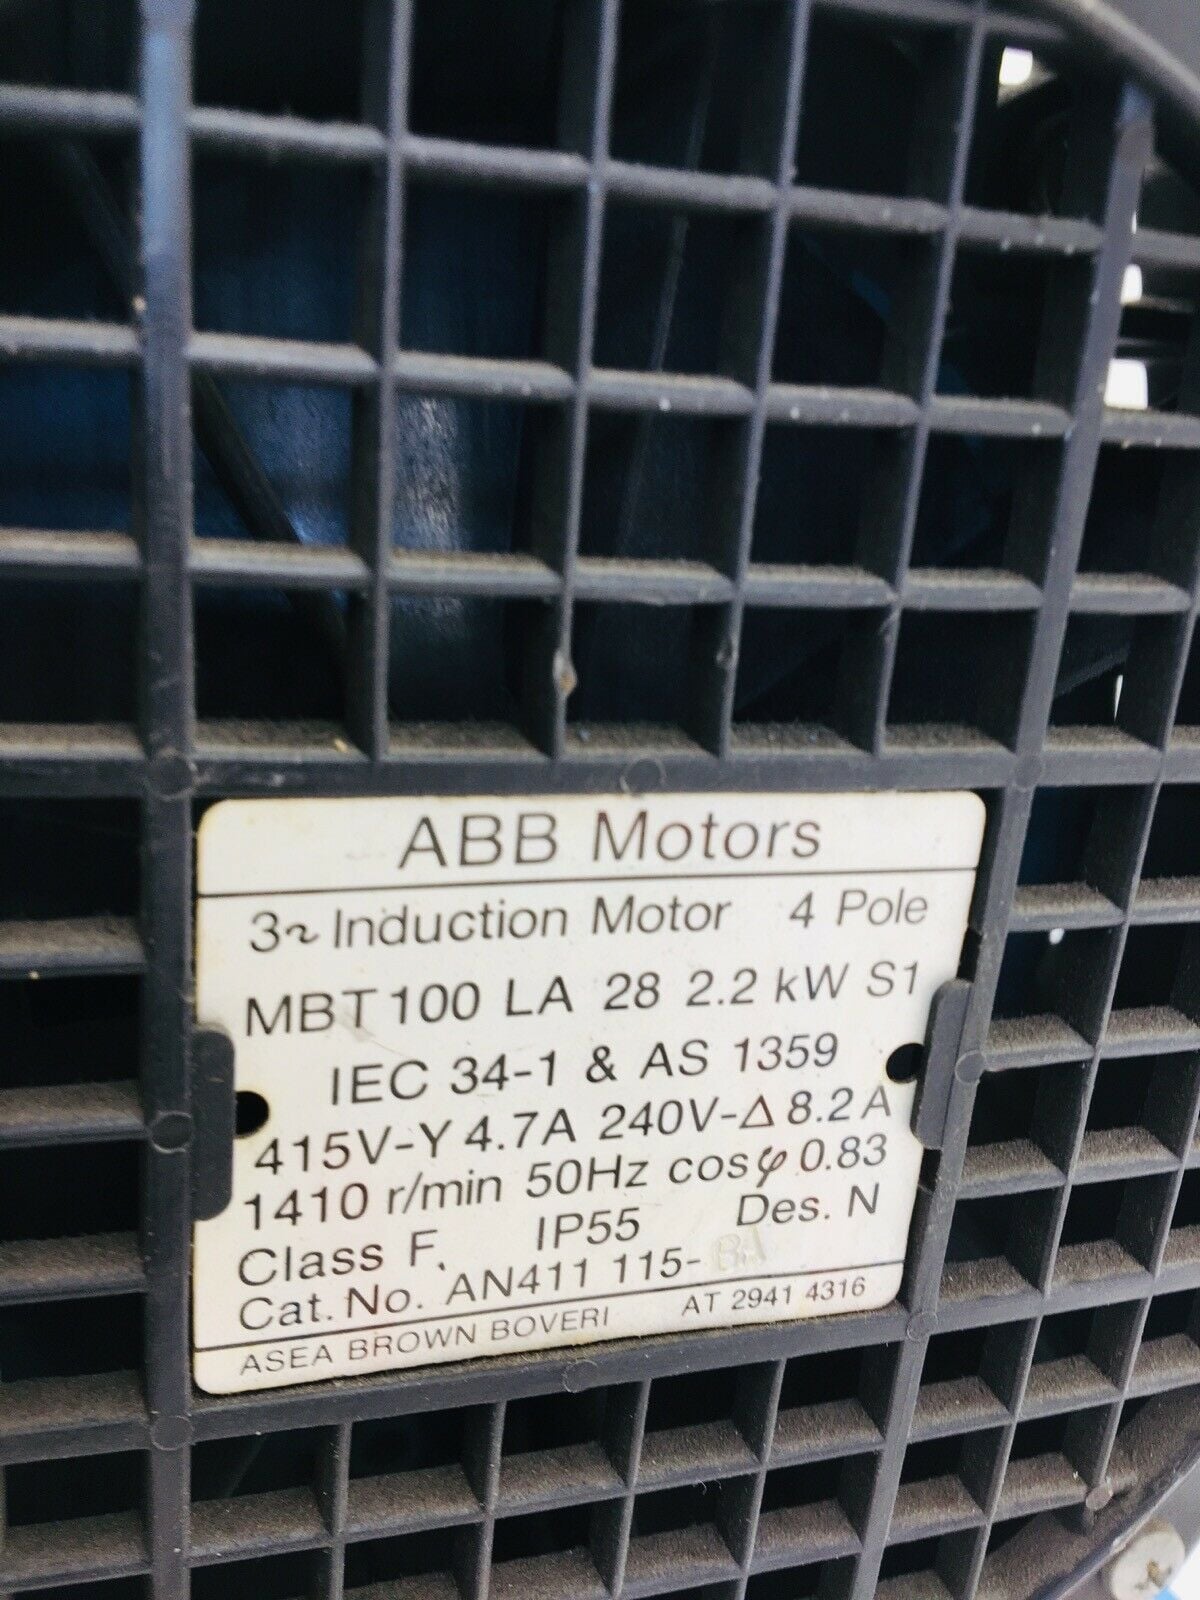 ABB Motors
3~ Induction Motor 4 Pole
MBT 100 LA 28 2.2 kW S1
IEC 34-1 & AS 1359
415V-Y 4.7A 240V-Δ 8.2A
1410 r/min 50Hz cosφ 0.83
Class F. IP55 Des. N
Cat. No. AN411 115-
ASEA BROWN BOVERI AT 2941 4316